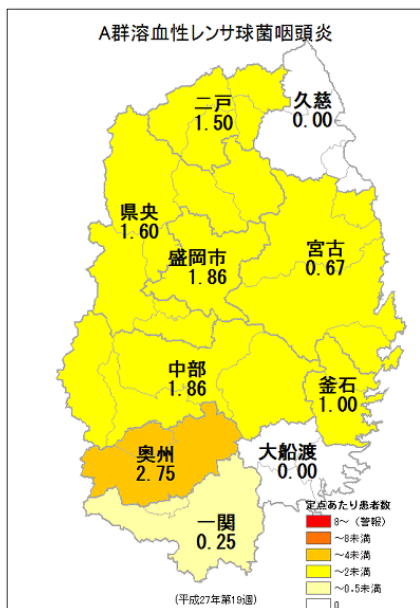 A群溶血性レンサ球菌咽頭炎
二戸
1.50
久慈
0.00
県央
1.60
盛岡市
1.86
宮古
0.67
中部
1.86
釜石
1.00
奥州
2.75
大船渡
0.00
一関
0.25
定点あたり患者数
8～（警報）
～8未満
～4未満
～2未満
～0.5未満
0
(平成27年第19週)